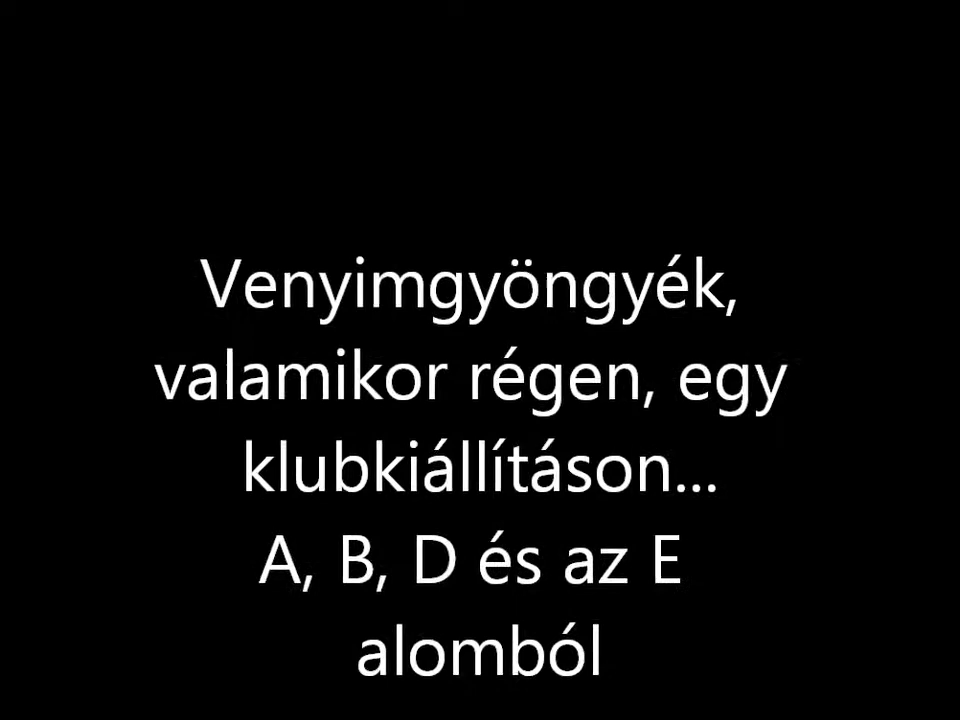 Venyimgyöngyék,
valamikor régen, egy
klubkiállításon...
A, B, D és az E
alomból